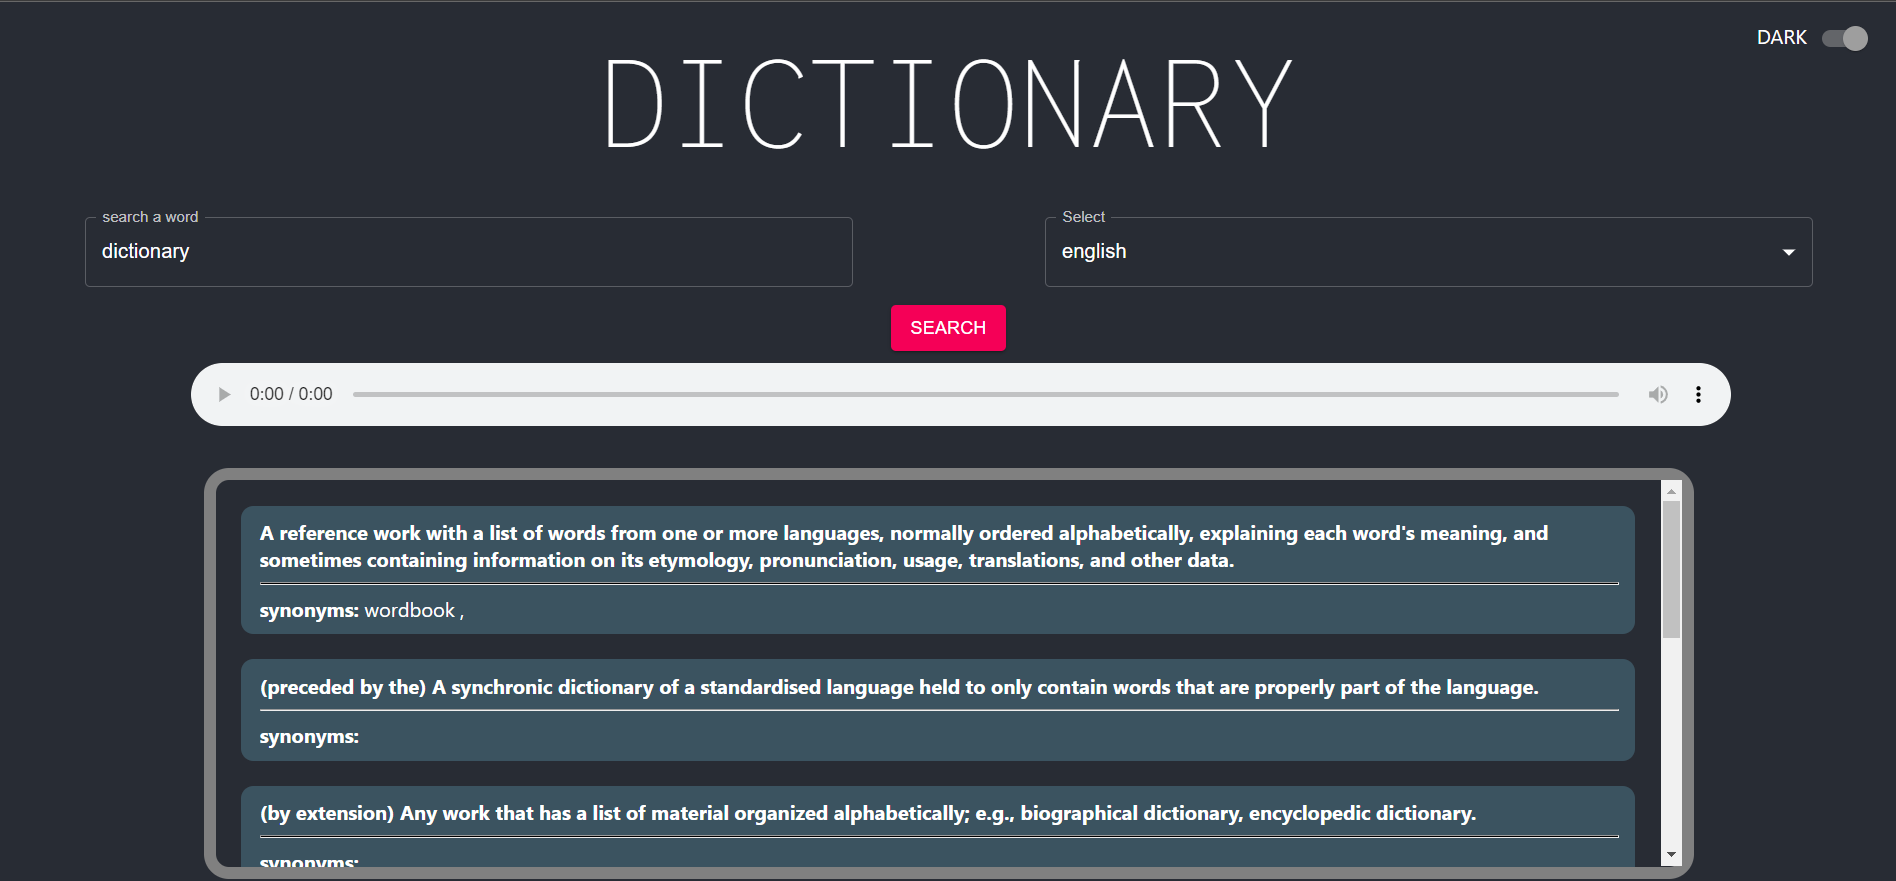 DARK
DICTIONARY
search a word
dictionary
Select
english
SEARCH
0:00 / 0:00
A reference work with a list of words from one or more languages, normally ordered alphabetically, explaining each word's meaning, and
sometimes containing information on its etymology, pronunciation, usage, translations, and other data.
synonyms: wordbook ,
(preceded by the) A synchronic dictionary of a standardised language held to only contain words that are properly part of the language.
synonyms:
(by extension) Any work that has a list of material organized alphabetically; e.g., biographical dictionary, encyclopedic dictionary.
synonyms: